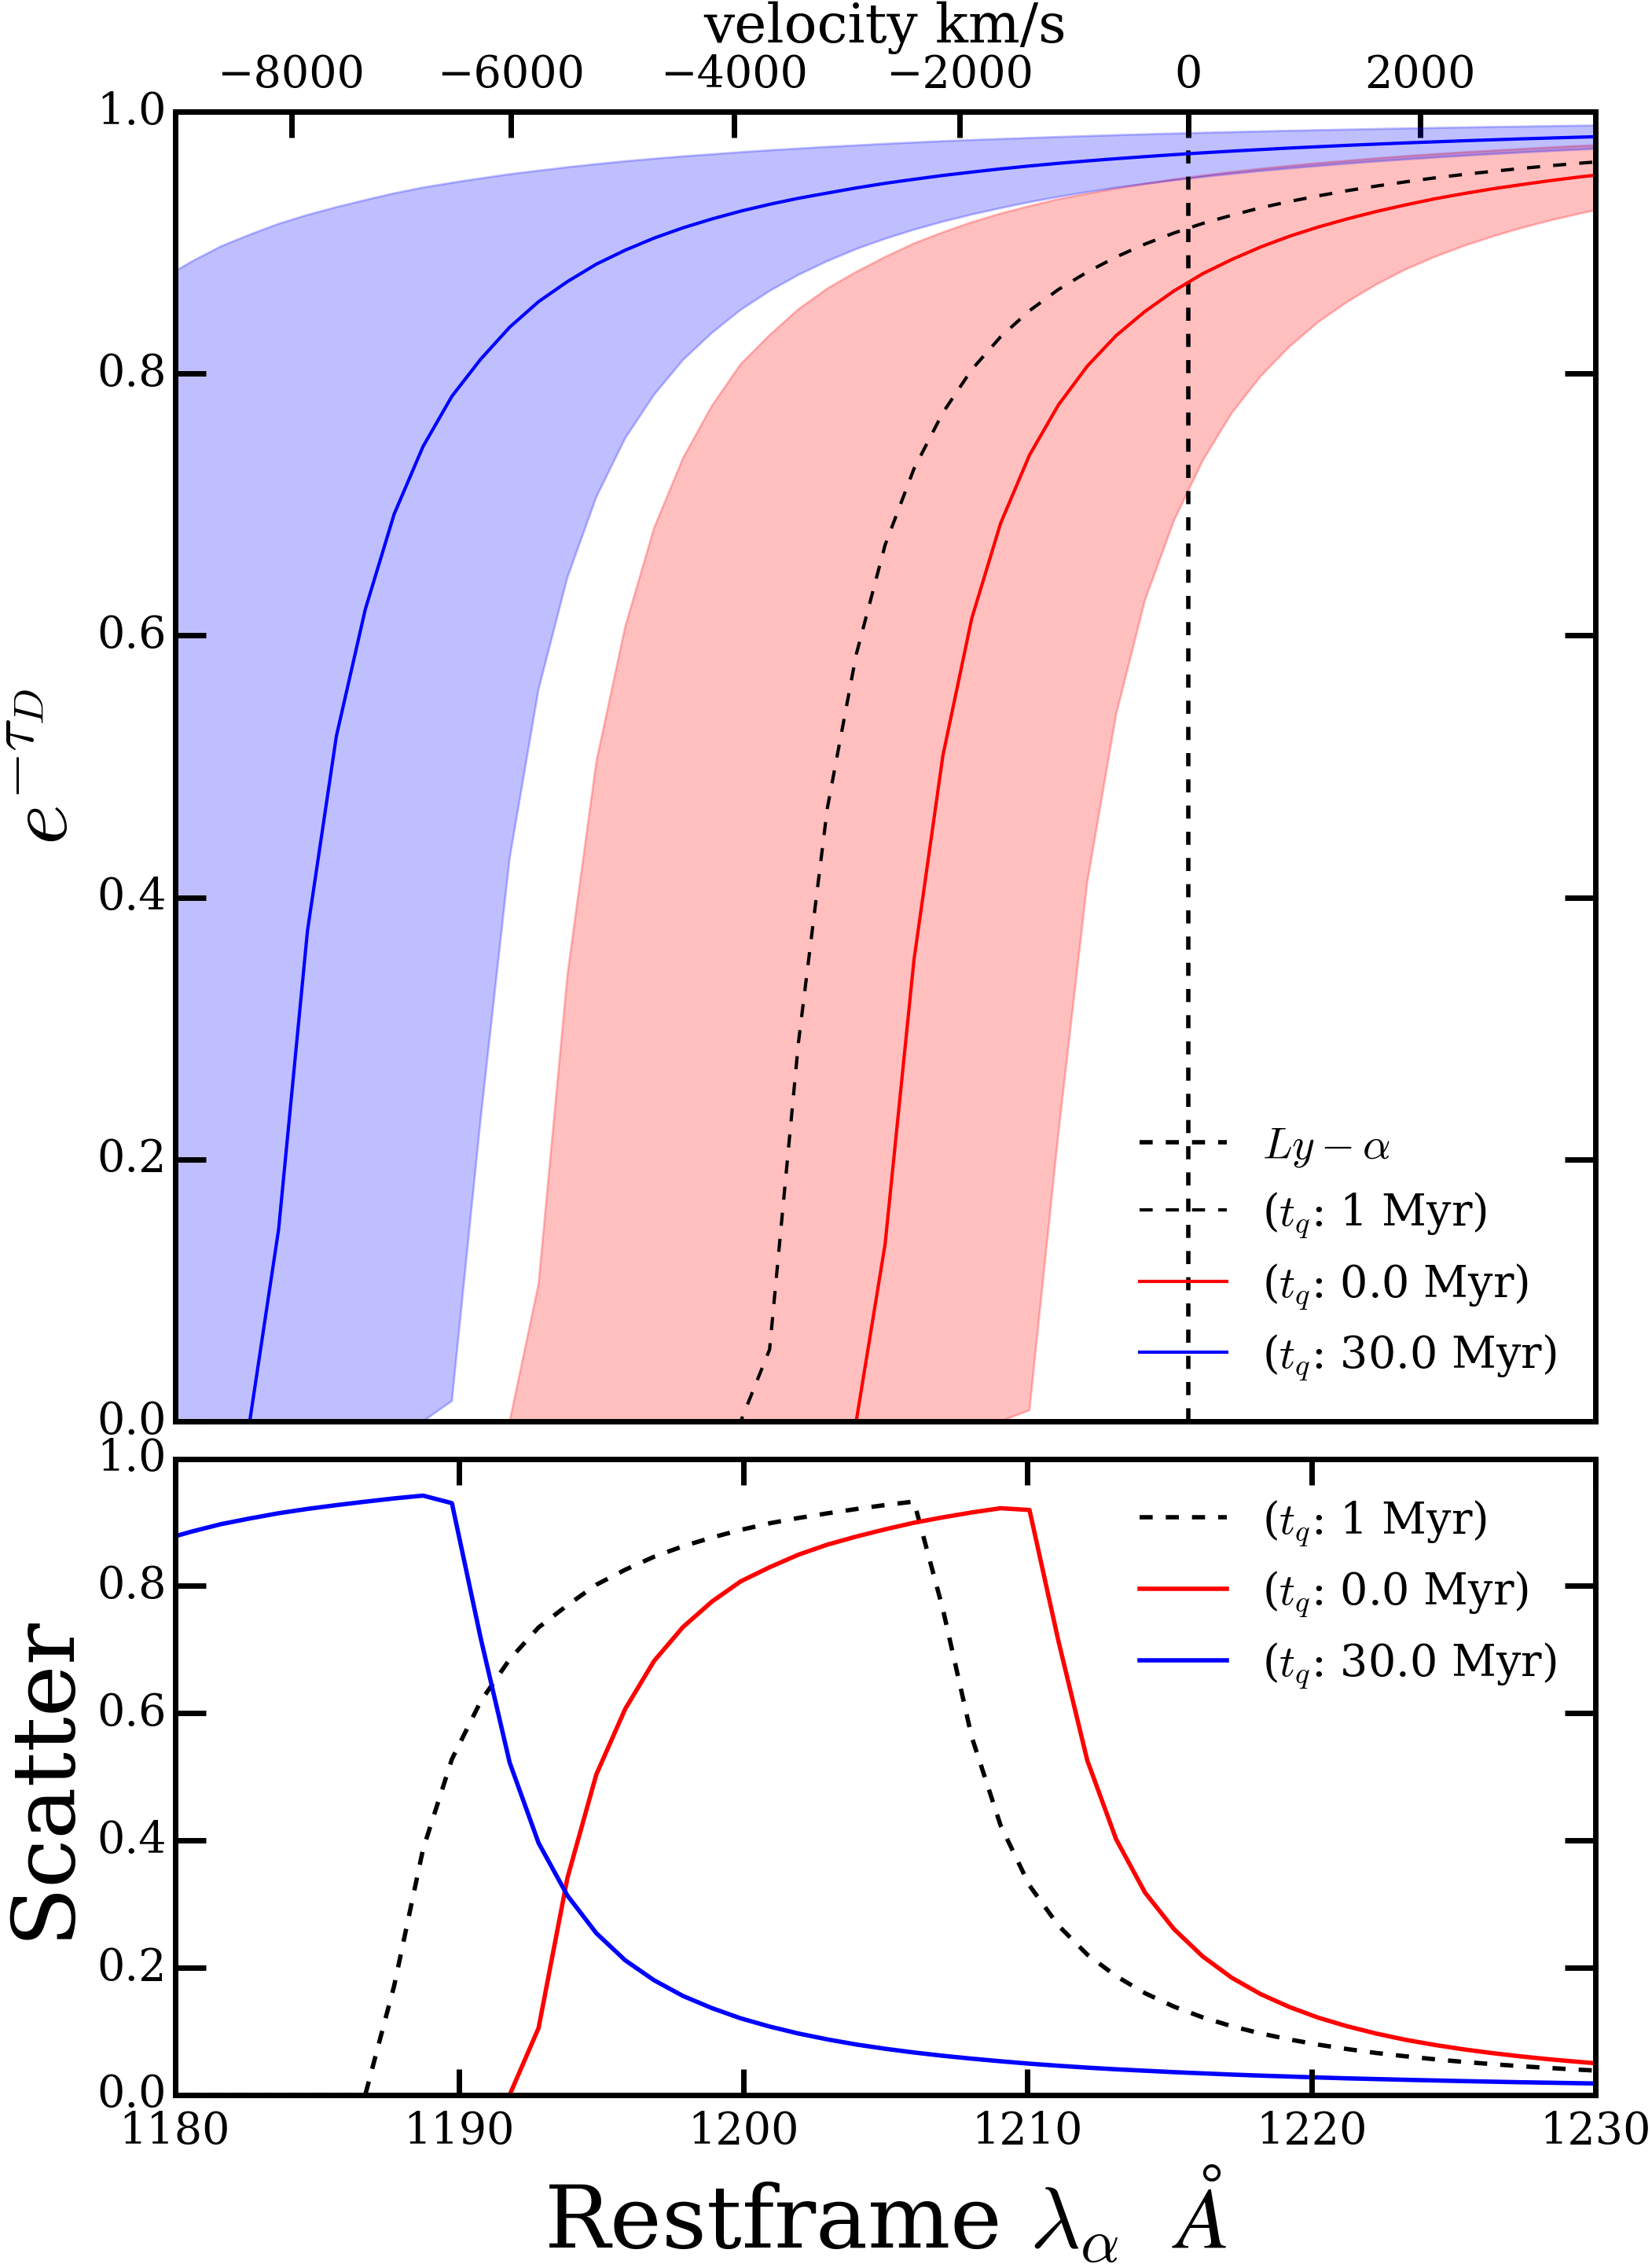 velocity km/s
−8000 −6000 −4000 −2000 0 2000
1.0
0.8
0.6
0.4
0.2
0.0
e^{−τ_D}
Ly − α
(t_q: 1 Myr)
(t_q: 0.0 Myr)
(t_q: 30.0 Myr)
1.0
0.8
0.6
0.4
0.2
0.0
Scatter
(t_q: 1 Myr)
(t_q: 0.0 Myr)
(t_q: 30.0 Myr)
1180 1190 1200 1210 1220 1230
Restframe λ_α Å